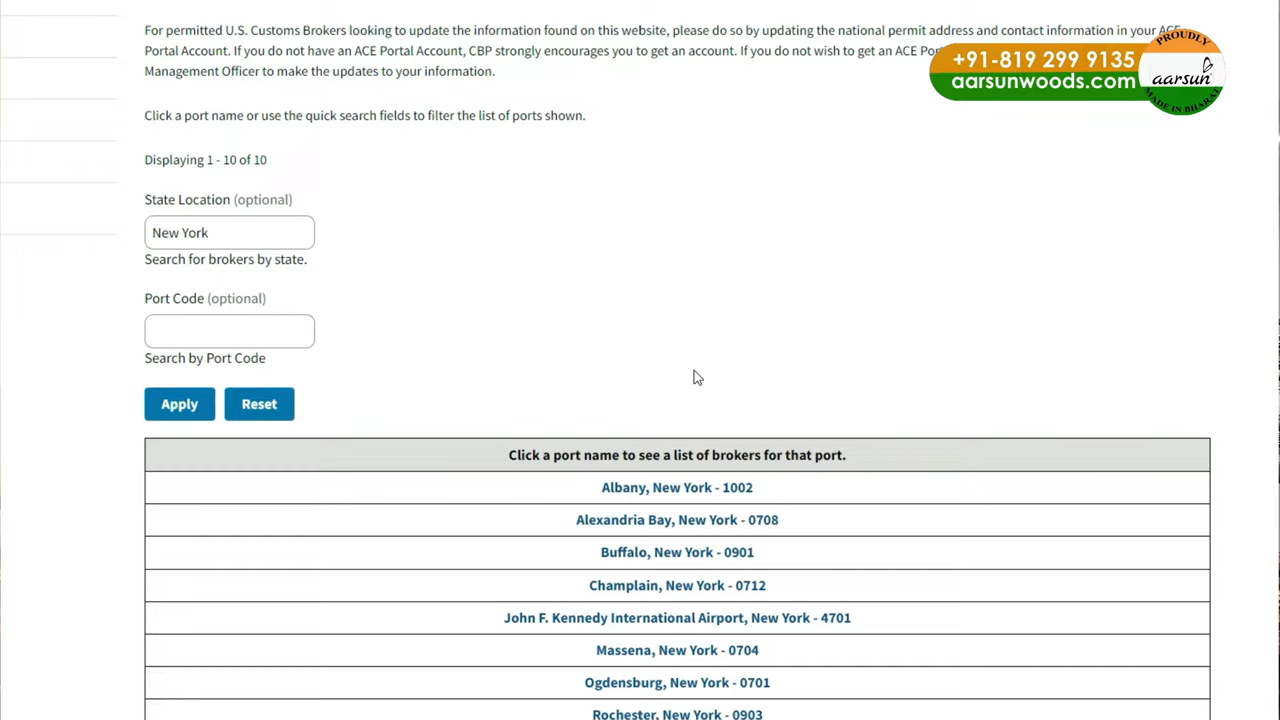 For permitted U.S. Customs Brokers looking to update the information found on this website, please do so by updating the national permit address and contact information in your ACE
Portal Account. If you do not have an ACE Portal Account, CBP strongly encourages you to get an account. If you do not wish to get an ACE
Management Officer to make the updates to your information.
+91-819 299 9135
aarsunwoods.com
PROUDLY
aarsun
MADE IN BHARAT
Click a port name or use the quick search fields to filter the list of ports shown.
Displaying 1 - 10 of 10
State Location (optional)
New York
Search for brokers by state.
Port Code (optional)
Search by Port Code
Apply Reset
Click a port name to see a list of brokers for that port.
Albany, New York - 1002
Alexandria Bay, New York - 0708
Buffalo, New York - 0901
Champlain, New York - 0712
John F. Kennedy International Airport, New York - 4701
Massena, New York - 0704
Ogdensburg, New York - 0701
Rochester, New York - 0903